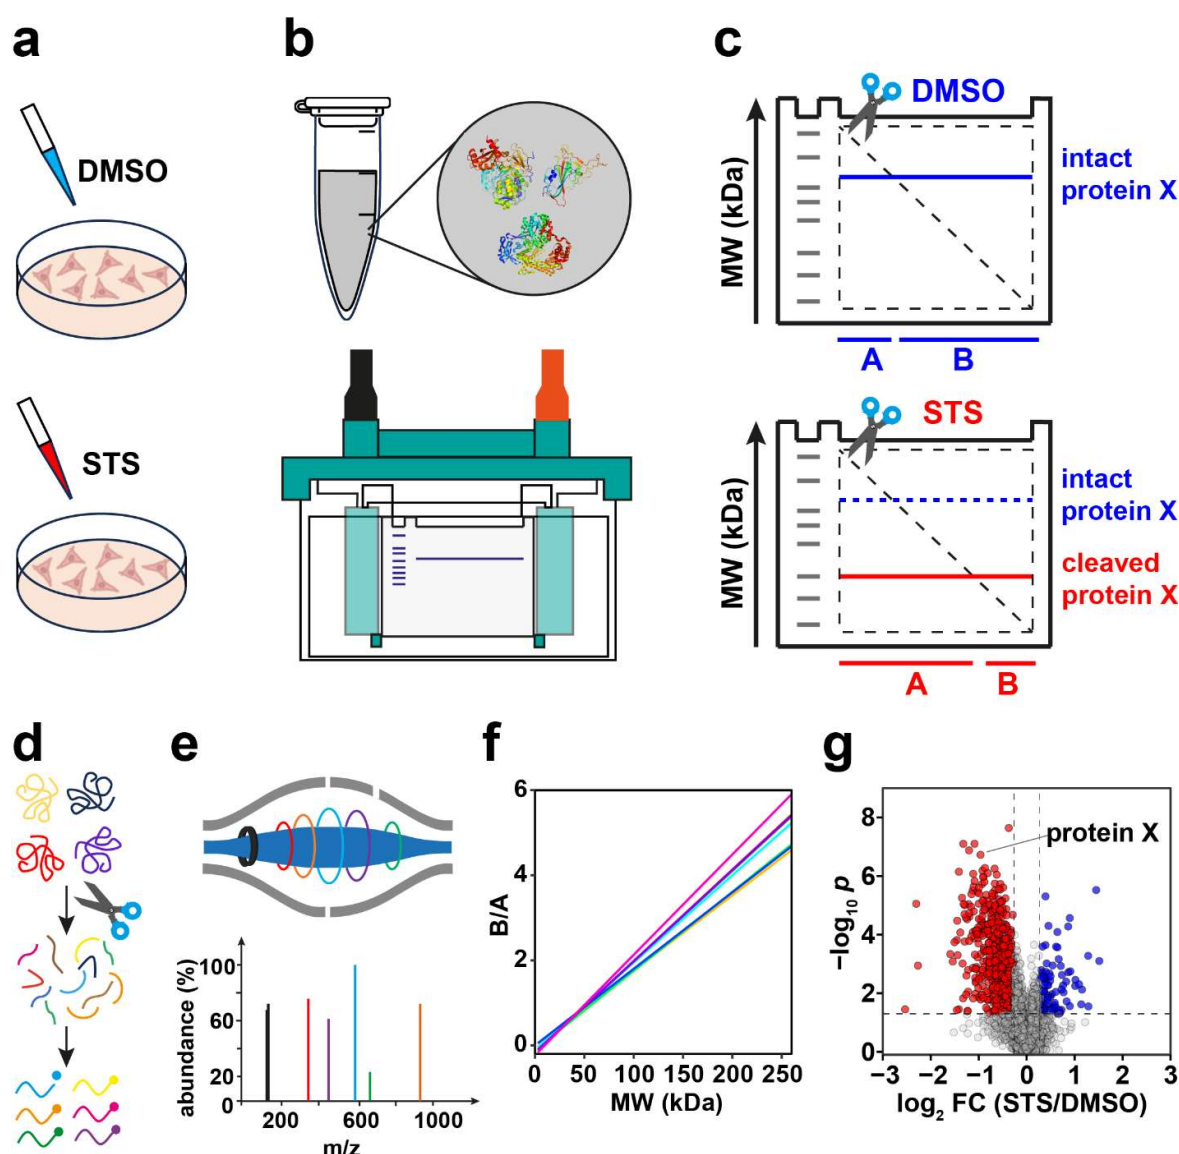 a
DMSO
STS
b
c
DMSO
MW (kDa)
intact
protein X
A
B
STS
MW (kDa)
intact
protein X
cleaved
protein X
A
B
d
e
abundance (%)
100
60
20
0
200
600
1000
m/z
f
B/A
6
4
2
0
0
50
100
150
200
250
MW (kDa)
g
−log10 p
8
6
4
2
0
protein X
−3
−2
−1
0
1
2
3
log2 FC (STS/DMSO)